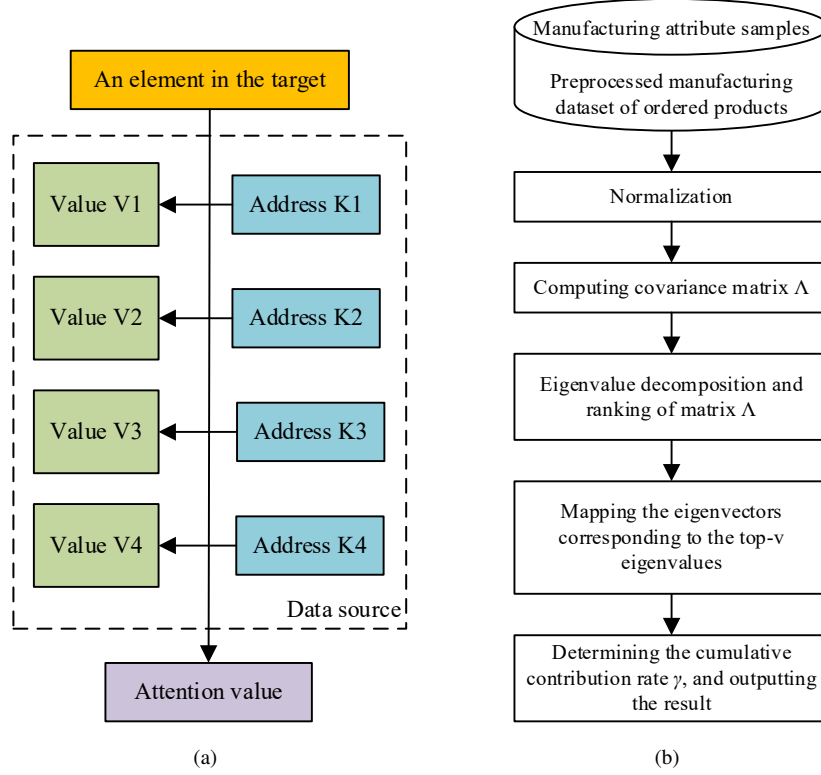 An element in the target
Value V1
Address K1
Value V2
Address K2
Value V3
Address K3
Value V4
Address K4
Data source
Attention value
(a)
Manufacturing attribute samples
Preprocessed manufacturing
dataset of ordered products
Normalization
Computing covariance matrix Λ
Eigenvalue decomposition and
ranking of matrix Λ
Mapping the eigenvectors
corresponding to the top-v
eigenvalues
Determining the cumulative
contribution rate γ, and outputting
the result
(b)